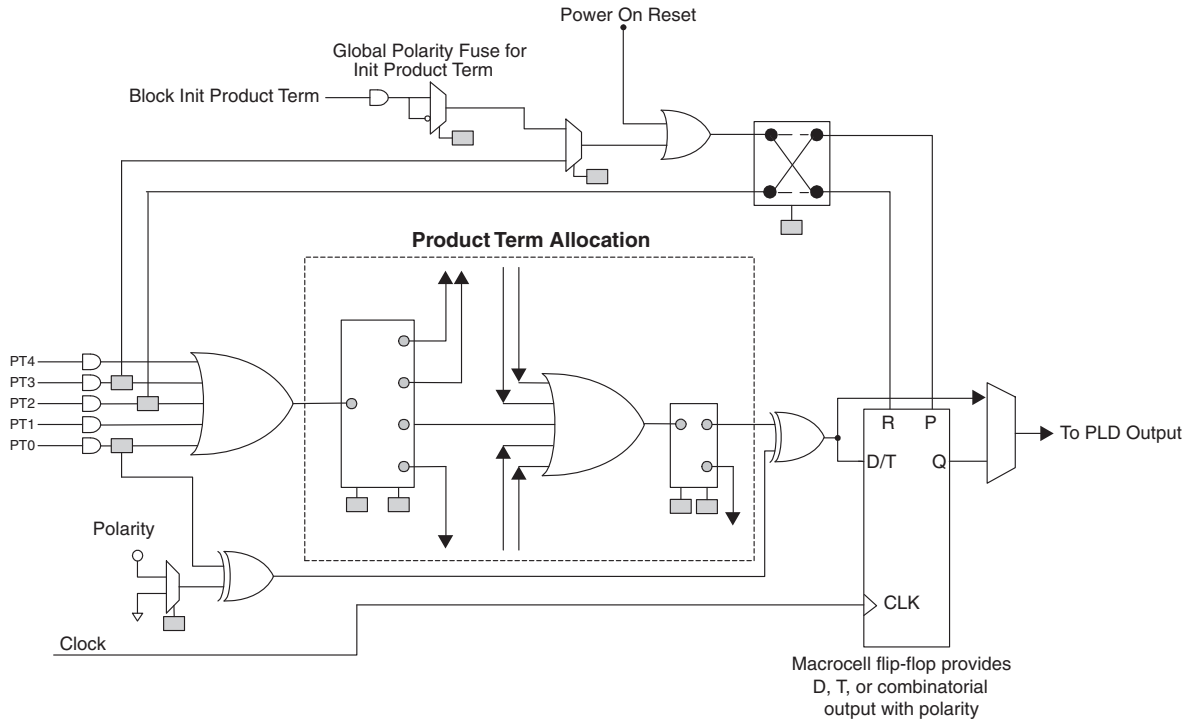 Power On Reset
Global Polarity Fuse for
Init Product Term
Block Init Product Term
Product Term Allocation
PT4
PT3
PT2
PT1
PT0
R
P
To PLD Output
D/T
Q
Polarity
CLK
Clock
Macrocell flip-flop provides
D, T, or combinatorial
output with polarity